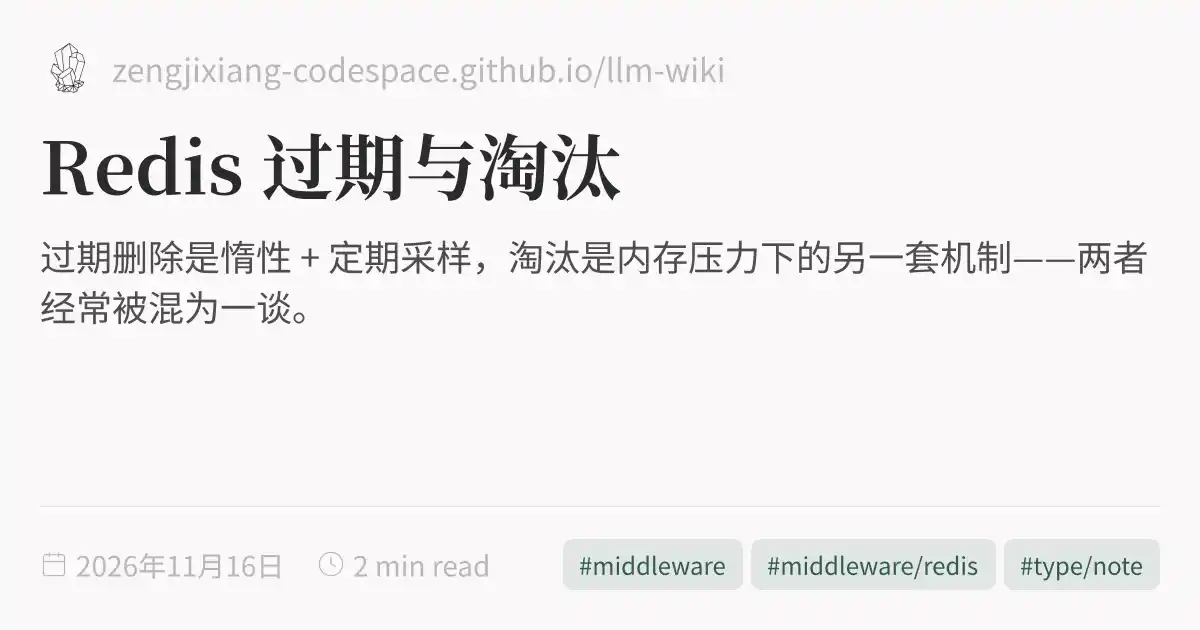 zengjixiang-codespace.github.io/llm-wiki
Redis 过期与淘汰
过期删除是惰性 + 定期采样，淘汰是内存压力下的另一套机制——两者
经常被混为一谈。
2026年11月16日 2 min read #middleware #middleware/redis #type/note